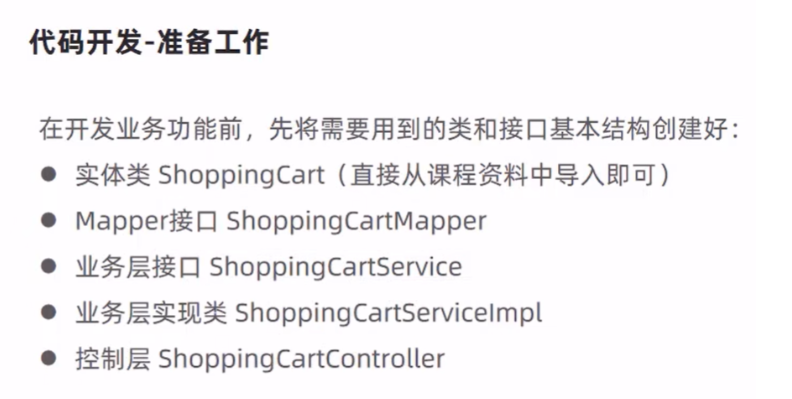 代码开发-准备工作
在开发业务功能前，先将需要用到的类和接口基本结构创建好：
● 实体类 ShoppingCart（直接从课程资料中导入即可）
● Mapper接口 ShoppingCartMapper
● 业务层接口 ShoppingCartService
● 业务层实现类 ShoppingCartServiceImpl
● 控制层 ShoppingCartController